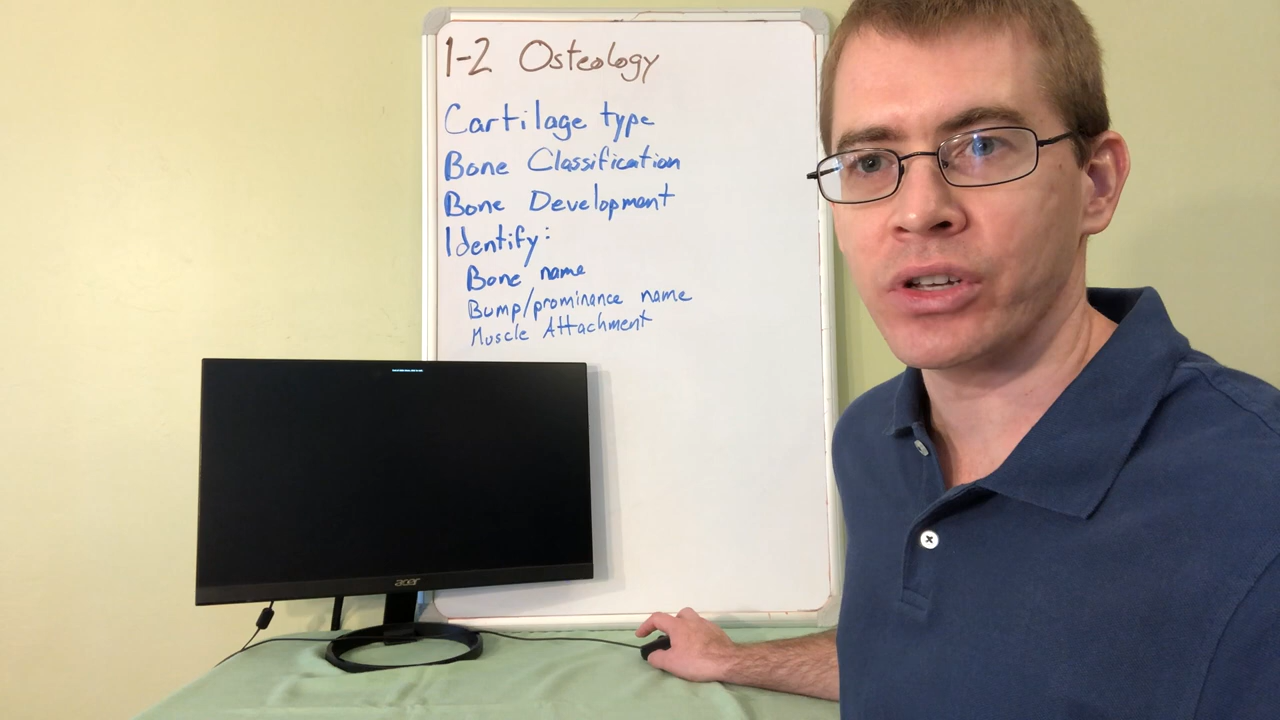 1-2 Osteology
Cartilage type
Bone Classification
Bone Development
Identify:
Bone name
Bump/prominance name
Muscle Attachment
acer